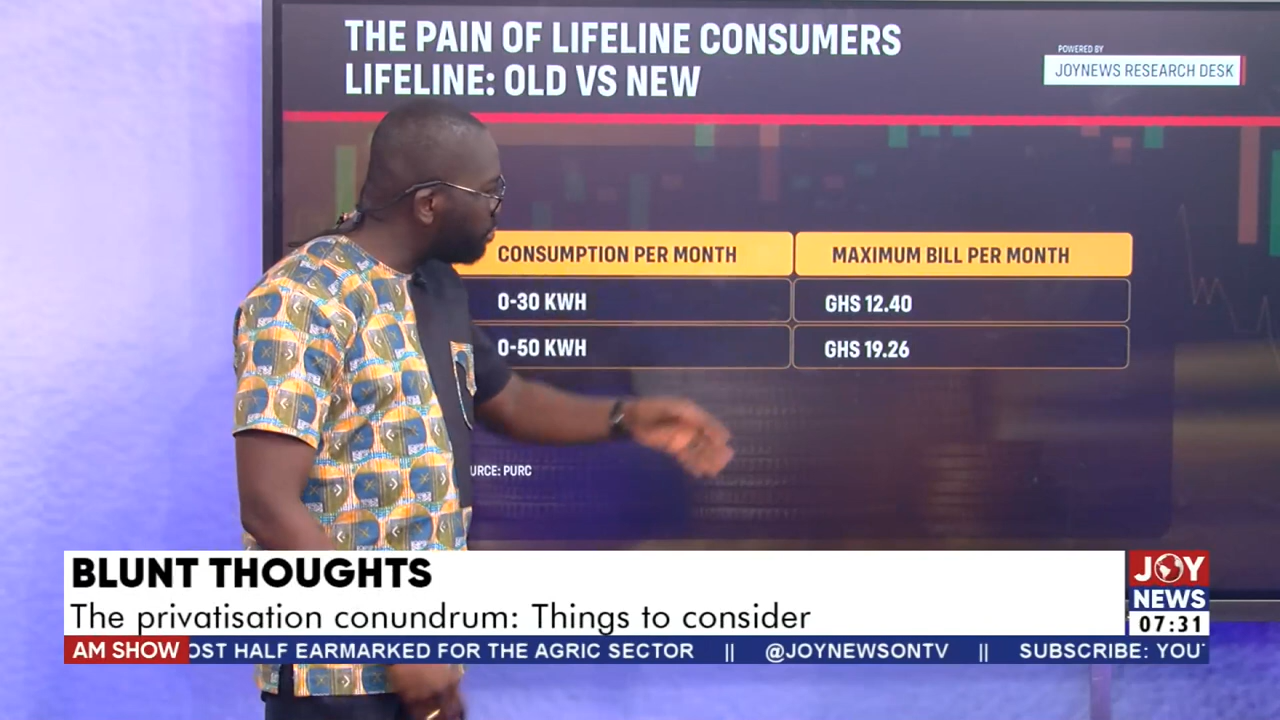 THE PAIN OF LIFELINE CONSUMERS
LIFELINE: OLD VS NEW
POWERED BY
JOYNEWS RESEARCH DESK
CONSUMPTION PER MONTH
MAXIMUM BILL PER MONTH
0-30 KWH
GHS 12.40
0-50 KWH
GHS 19.26
URCE: PURC
BLUNT THOUGHTS
The privatisation conundrum: Things to consider
JOY
NEWS
07:31
AM SHOW
OST HALF EARMARKED FOR THE AGRIC SECTOR || @JOYNEWSONTV || SUBSCRIBE: YOU